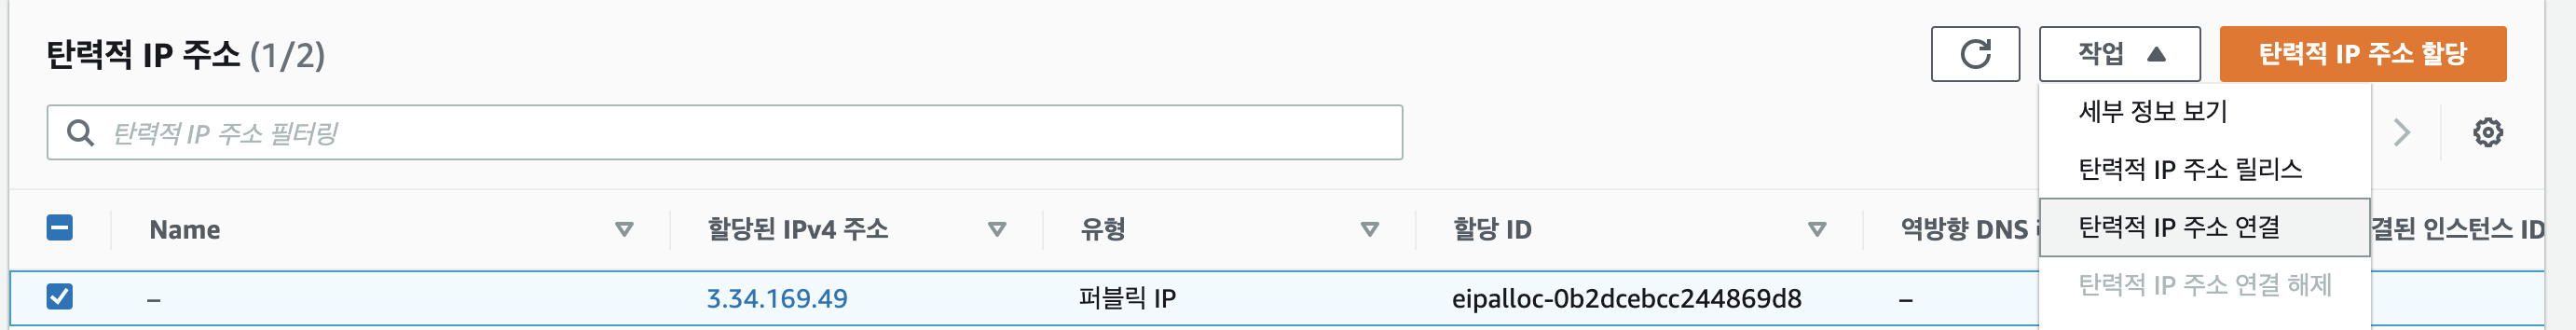 탄력적 IP 주소 (1/2)
작업
탄력적 IP 주소 할당
탄력적 IP 주소 필터링
세부 정보 보기
탄력적 IP 주소 릴리스
탄력적 IP 주소 연결
탄력적 IP 주소 연결 해제
Name 할당된 IPv4 주소 유형 할당 ID 역방향 DNS 결된 인스턴스 ID
– 3.34.169.49 퍼블릭 IP eipalloc-0b2dcebcc244869d8 –